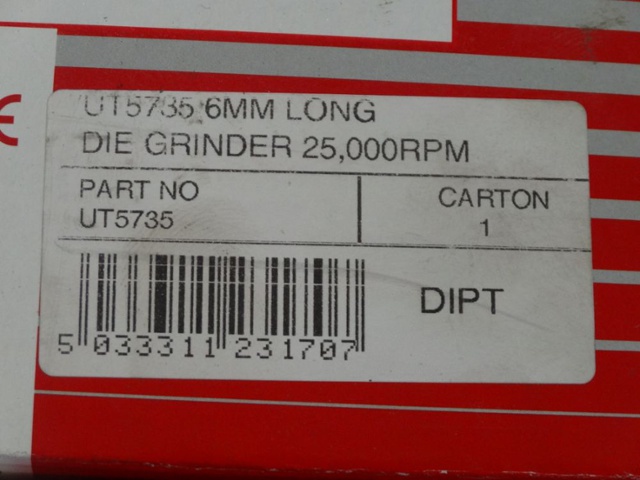 UT5735 6MM LONG
DIE GRINDER 25,000RPM
PART NO
UT5735
CARTON
1
DIPT
5 033311 231707